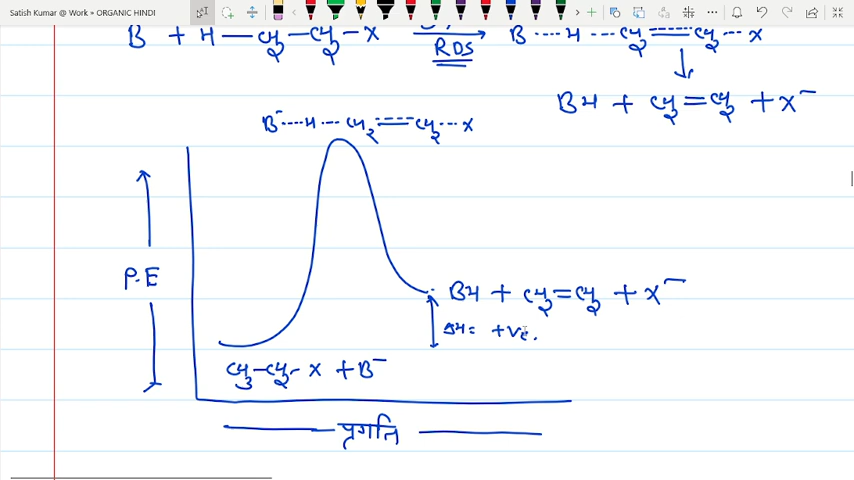 Satish Kumar @ Work » ORGANIC HINDI
B + H — CH2 — CH2 — X RDS B ---- H --- CH2 ==== CH2 --- X
BH + CH2 = CH2 + X−
B− ---- H --- CH2 ==== CH2 --- X
P.E
BH + CH2 = CH2 + X−
ΔH = +ve.
CH3 – CH2 – X + B−
प्रगति